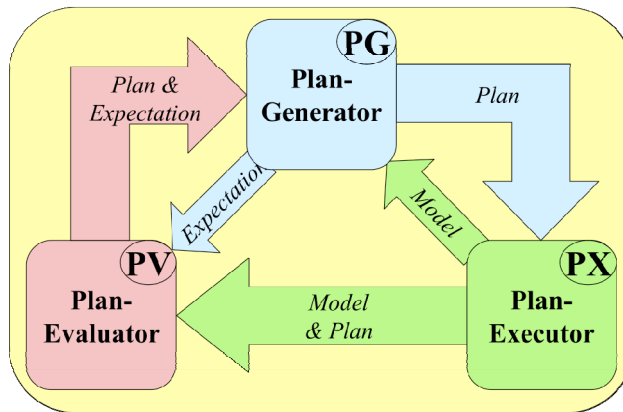 PG
Plan-
Generator
Plan &
Expectation
Plan
Expectation
Model
PV
Plan-
Evaluator
Model
& Plan
PX
Plan-
Executor